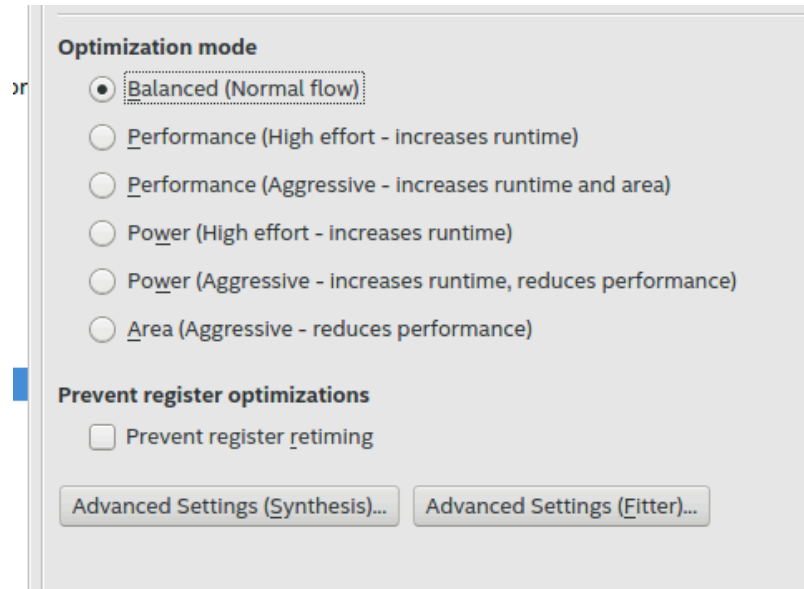 Optimization mode
or
Balanced (Normal flow)
Performance (High effort - increases runtime)
Performance (Aggressive - increases runtime and area)
Power (High effort - increases runtime)
Power (Aggressive - increases runtime, reduces performance)
Area (Aggressive - reduces performance)
Prevent register optimizations
Prevent register retiming
Advanced Settings (Synthesis)... Advanced Settings (Fitter)...